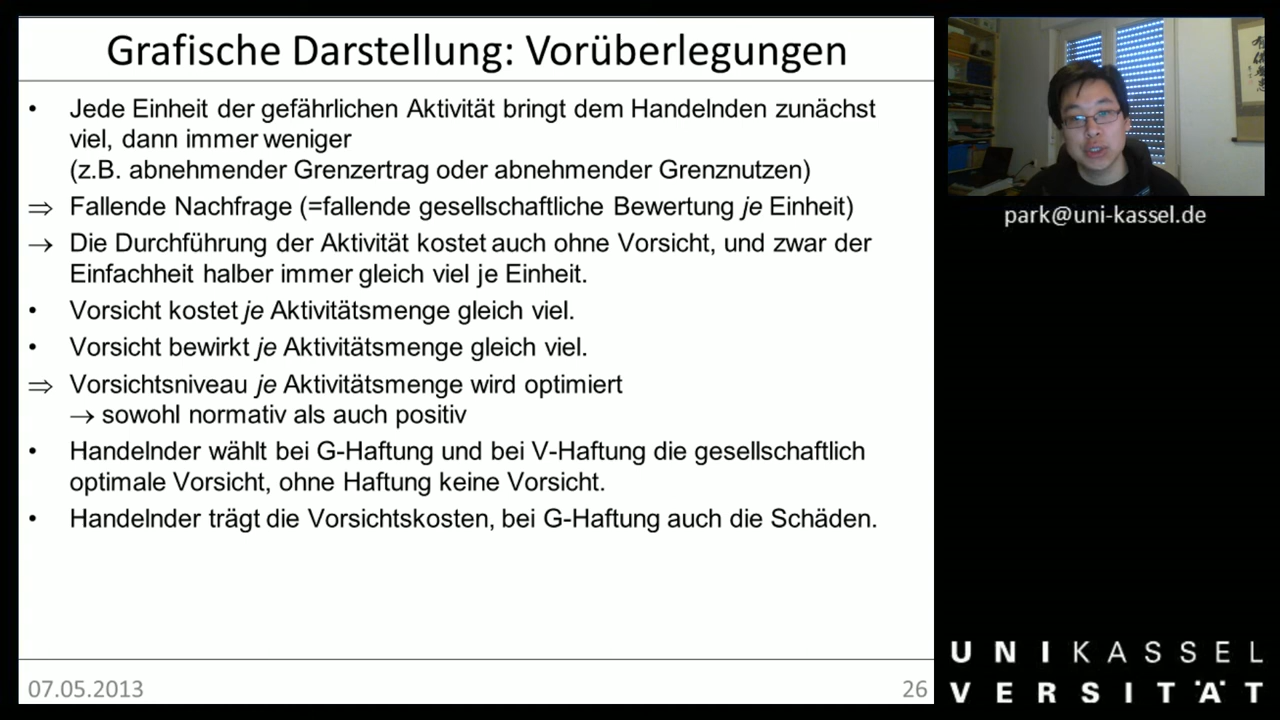 Grafische Darstellung: Vorüberlegungen
• Jede Einheit der gefährlichen Aktivität bringt dem Handelnden zunächst
viel, dann immer weniger
(z.B. abnehmender Grenzertrag oder abnehmender Grenznutzen)
⇒ Fallende Nachfrage (=fallende gesellschaftliche Bewertung je Einheit)
→ Die Durchführung der Aktivität kostet auch ohne Vorsicht, und zwar der
Einfachheit halber immer gleich viel je Einheit.
• Vorsicht kostet je Aktivitätsmenge gleich viel.
• Vorsicht bewirkt je Aktivitätsmenge gleich viel.
⇒ Vorsichtsniveau je Aktivitätsmenge wird optimiert
→ sowohl normativ als auch positiv
• Handelnder wählt bei G-Haftung und bei V-Haftung die gesellschaftlich
optimale Vorsicht, ohne Haftung keine Vorsicht.
• Handelnder trägt die Vorsichtskosten, bei G-Haftung auch die Schäden.
07.05.2013
26
park@uni-kassel.de
UNIKASSEL
VERSITÄT